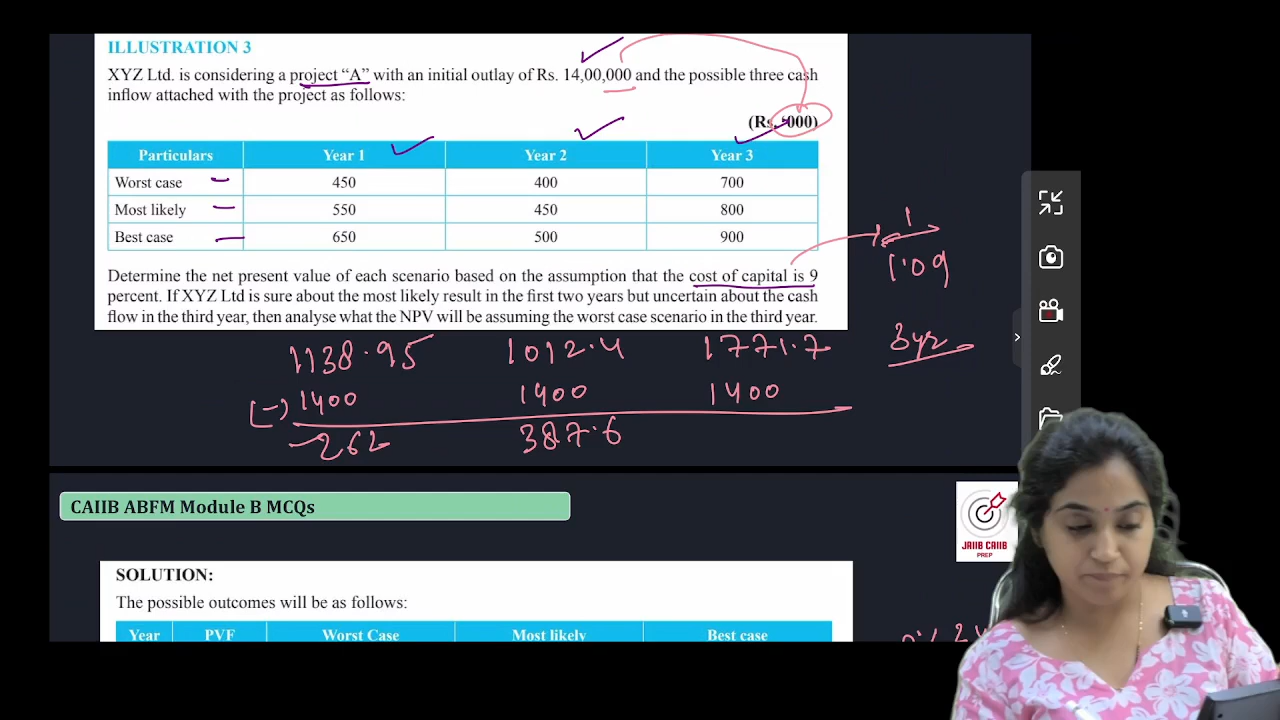 ILLUSTRATION 3
XYZ Ltd. is considering a project “A” with an initial outlay of Rs. 14,00,000 and the possible three cash
inflow attached with the project as follows:
(Rs. ‘000)
Particulars Year 1 Year 2 Year 3
Worst case 450 400 700
Most likely 550 450 800
Best case 650 500 900
1
1.09
Determine the net present value of each scenario based on the assumption that the cost of capital is 9
percent. If XYZ Ltd is sure about the most likely result in the first two years but uncertain about the cash
flow in the third year, then analyse what the NPV will be assuming the worst case scenario in the third year.
1138.95 1012.4 1771.7 3yr
(-) 1400 1400 1400
-262 387.6
CAIIB ABFM Module B MCQs
JAIIB CAIIB
PREP
SOLUTION:
The possible outcomes will be as follows:
Year PVF Worst Case Most likely Best case